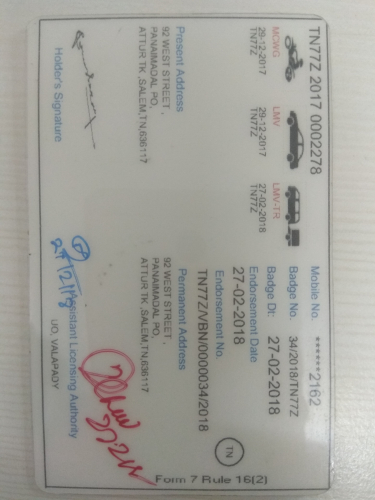 TN77Z 2017 0002278
MCWG
29-12-2017
TN77Z
LMV
29-12-2017
TN77Z
LMV-TR
27-02-2018
TN77Z
Mobile No. ******2162
Badge No. 34/2018/TN77Z
Badge Dt: 27-02-2018
Endorsement Date
27-02-2018
Endorsement No.
TN77Z/VBN/0000034/2018
TN
Present Address
92 WEST STREET ,
PANAIMADAL PO,
ATTUR TK ,SALEM,TN,636117
Permanent Address
92 WEST STREET ,
PANAIMADAL PO,
ATTUR TK ,SALEM,TN,636117
Holder's Signature
Assistant Licensing Authority
UO, VALAPADY
Form 7 Rule 16(2)